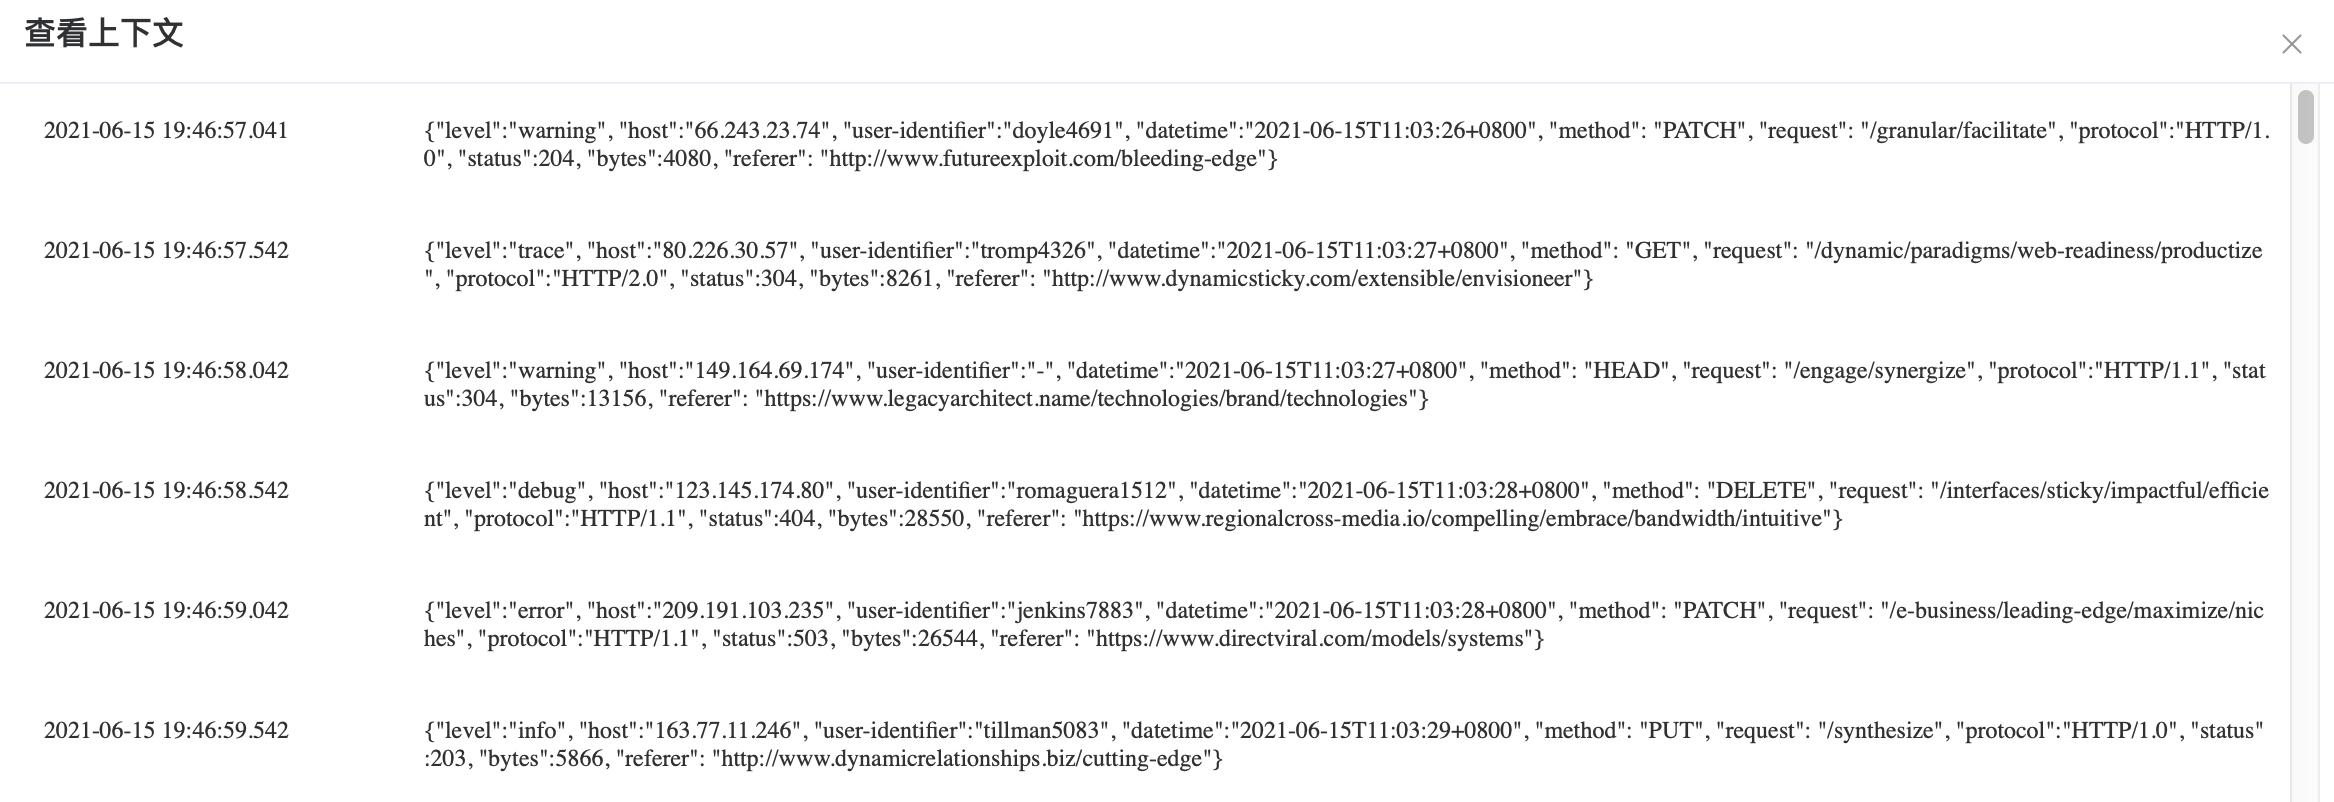 查看上下文
2021-06-15 19:46:57.041 {"level":"warning", "host":"66.243.23.74", "user-identifier":"doyle4691", "datetime":"2021-06-15T11:03:26+0800", "method": "PATCH", "request": "/granular/facilitate", "protocol":"HTTP/1.
0", "status":204, "bytes":4080, "referer": "http://www.futureexploit.com/bleeding-edge"}
2021-06-15 19:46:57.542 {"level":"trace", "host":"80.226.30.57", "user-identifier":"tromp4326", "datetime":"2021-06-15T11:03:27+0800", "method": "GET", "request": "/dynamic/paradigms/web-readiness/productize
", "protocol":"HTTP/2.0", "status":304, "bytes":8261, "referer": "http://www.dynamicsticky.com/extensible/envisioneer"}
2021-06-15 19:46:58.042 {"level":"warning", "host":"149.164.69.174", "user-identifier":"-", "datetime":"2021-06-15T11:03:27+0800", "method": "HEAD", "request": "/engage/synergize", "protocol":"HTTP/1.1", "stat
us":304, "bytes":13156, "referer": "https://www.legacyarchitect.name/technologies/brand/technologies"}
2021-06-15 19:46:58.542 {"level":"debug", "host":"123.145.174.80", "user-identifier":"romaguera1512", "datetime":"2021-06-15T11:03:28+0800", "method": "DELETE", "request": "/interfaces/sticky/impactful/efficie
nt", "protocol":"HTTP/1.1", "status":404, "bytes":28550, "referer": "https://www.regionalcross-media.io/compelling/embrace/bandwidth/intuitive"}
2021-06-15 19:46:59.042 {"level":"error", "host":"209.191.103.235", "user-identifier":"jenkins7883", "datetime":"2021-06-15T11:03:28+0800", "method": "PATCH", "request": "/e-business/leading-edge/maximize/nic
hes", "protocol":"HTTP/1.1", "status":503, "bytes":26544, "referer": "https://www.directviral.com/models/systems"}
2021-06-15 19:46:59.542 {"level":"info", "host":"163.77.11.246", "user-identifier":"tillman5083", "datetime":"2021-06-15T11:03:29+0800", "method": "PUT", "request": "/synthesize", "protocol":"HTTP/1.0", "status"
:203, "bytes":5866, "referer": "http://www.dynamicrelationships.biz/cutting-edge"}